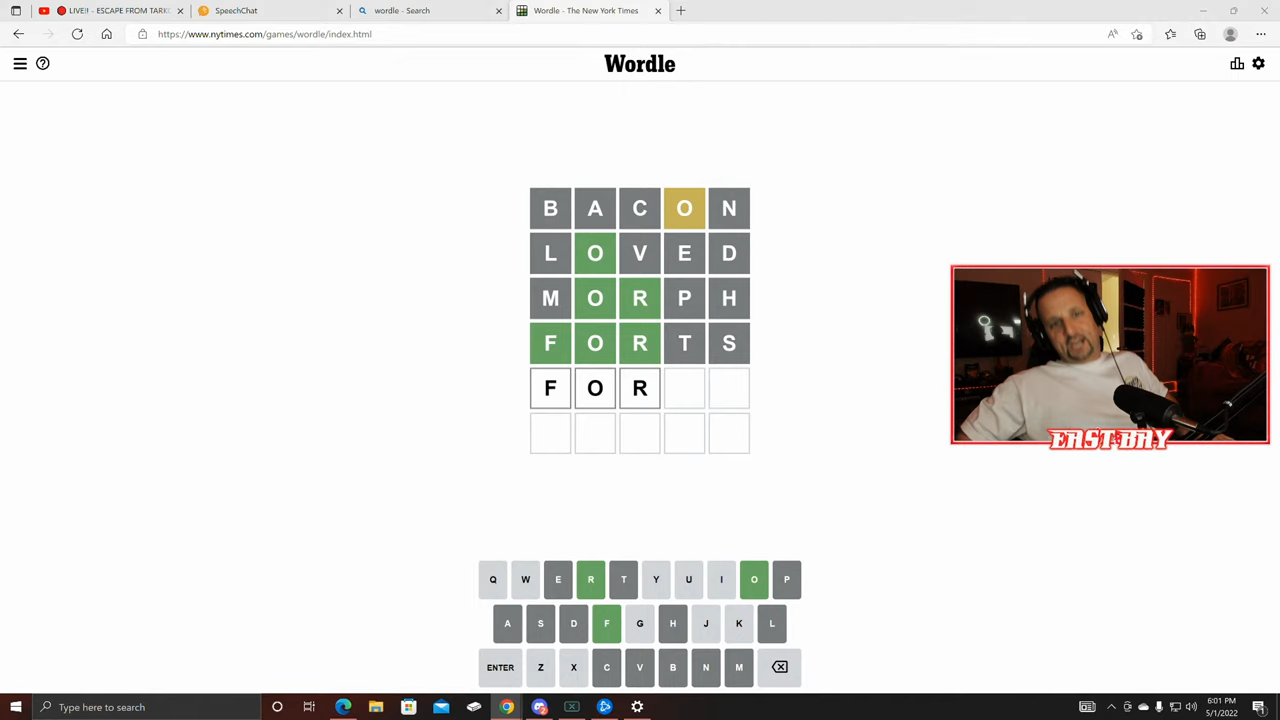 LIVE!! - ESCAPE FROM TARKO
SpeechChat
wordle - Search
Wordle - The New York Times
https://www.nytimes.com/games/wordle/index.html
Wordle
B A C O N
L O V E D
M O R P H
F O R T S
F O R
EAST BAY
Q W E R T Y U I O P
A S D F G H J K L
ENTER Z X C V B N M
Type here to search
6:01 PM
5/1/2022